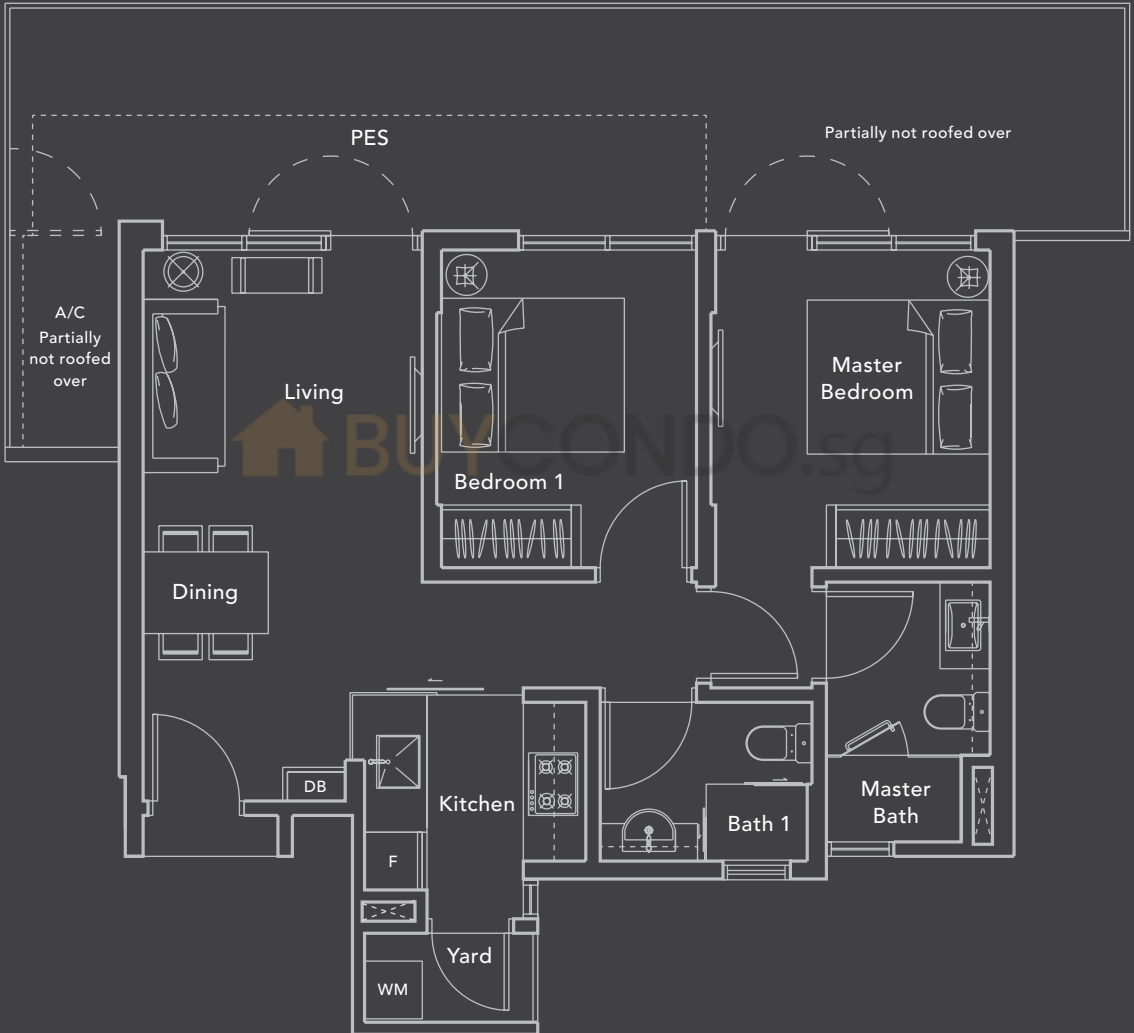 PES
Partially not roofed over
A/C
Partially
not roofed
over
Living
Master
Bedroom
BUYCONDO.sg
Bedroom 1
Dining
DB
Kitchen
Master
Bath
Bath 1
F
Yard
WM